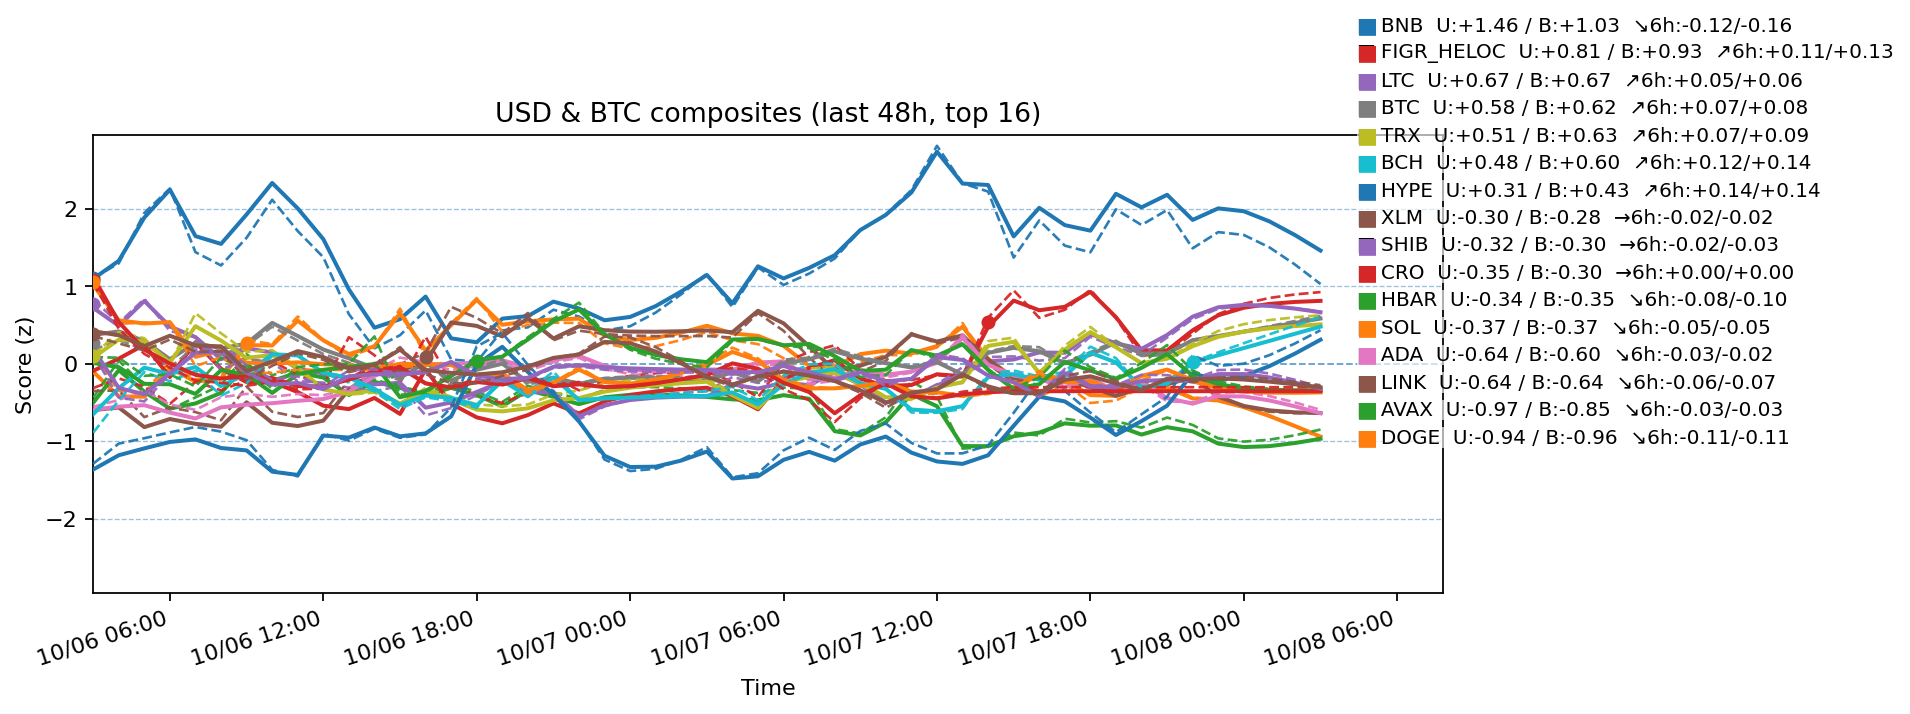 BNB  U:+1.46 / B:+1.03  ↘6h:-0.12/-0.16
FIGR_HELOC  U:+0.81 / B:+0.93  ↗6h:+0.11/+0.13
LTC  U:+0.67 / B:+0.67  ↗6h:+0.05/+0.06
BTC  U:+0.58 / B:+0.62  ↗6h:+0.07/+0.08
TRX  U:+0.51 / B:+0.63  ↗6h:+0.07/+0.09
BCH  U:+0.48 / B:+0.60  ↗6h:+0.12/+0.14
HYPE  U:+0.31 / B:+0.43  ↗6h:+0.14/+0.14
XLM  U:-0.30 / B:-0.28  →6h:-0.02/-0.02
SHIB  U:-0.32 / B:-0.30  →6h:-0.02/-0.03
CRO  U:-0.35 / B:-0.30  →6h:+0.00/+0.00
HBAR  U:-0.34 / B:-0.35  ↘6h:-0.08/-0.10
SOL  U:-0.37 / B:-0.37  ↘6h:-0.05/-0.05
ADA  U:-0.64 / B:-0.60  ↘6h:-0.03/-0.02
LINK  U:-0.64 / B:-0.64  ↘6h:-0.06/-0.07
AVAX  U:-0.97 / B:-0.85  ↘6h:-0.03/-0.03
DOGE  U:-0.94 / B:-0.96  ↘6h:-0.11/-0.11
USD & BTC composites (last 48h, top 16)
Score (z)
2
1
0
−1
−2
10/06 06:00
10/06 12:00
10/06 18:00
10/07 00:00
10/07 06:00
10/07 12:00
10/07 18:00
10/08 00:00
10/08 06:00
Time